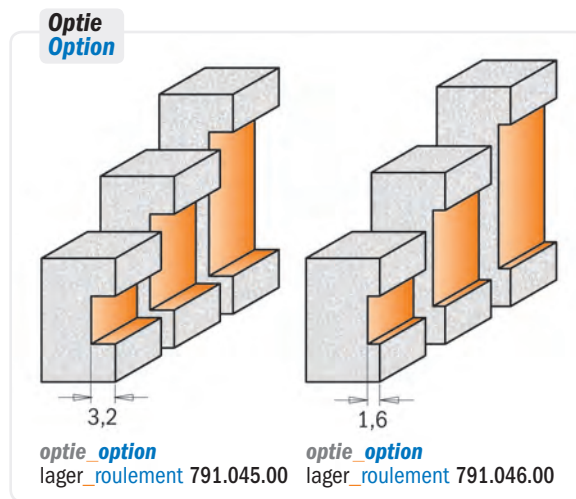 Optie
Option
3,2
1,6
optie_option
lager_roulement 791.045.00
optie_option
lager_roulement 791.046.00